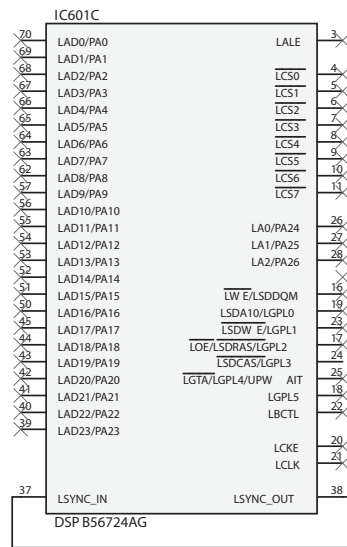 IC601C
70 LAD0/PA0 LALE 3
69 LAD1/PA1
68 LAD2/PA2 LCS0 4
67 LAD3/PA3 LCS1 5
66 LAD4/PA4 LCS2 6
65 LAD5/PA5 LCS3 7
64 LAD6/PA6 LCS4 8
63 LAD7/PA7 LCS5 9
62 LAD8/PA8 LCS6 10
57 LAD9/PA9 LCS7 11
56 LAD10/PA10
55 LAD11/PA11 LA0/PA24 26
54 LAD12/PA12 LA1/PA25 27
53 LAD13/PA13 LA2/PA26 28
52 LAD14/PA14
51 LAD15/PA15 LW E/LSDDQM 16
50 LAD16/PA16 LSDA10/LGPL0 19
45 LAD17/PA17 LSDW E/LGPL1 23
44 LAD18/PA18 LOE/LSDRAS/LGPL2 17
43 LAD19/PA19 LSDCAS/LGPL3 24
42 LAD20/PA20 LGTA/LGPL4/UPW AIT 25
41 LAD21/PA21 LGPL5 18
40 LAD22/PA22 LBCTL 22
39 LAD23/PA23
LCKE 20
LCLK 21
37 LSYNC_IN LSYNC_OUT 38
DSP B56724AG